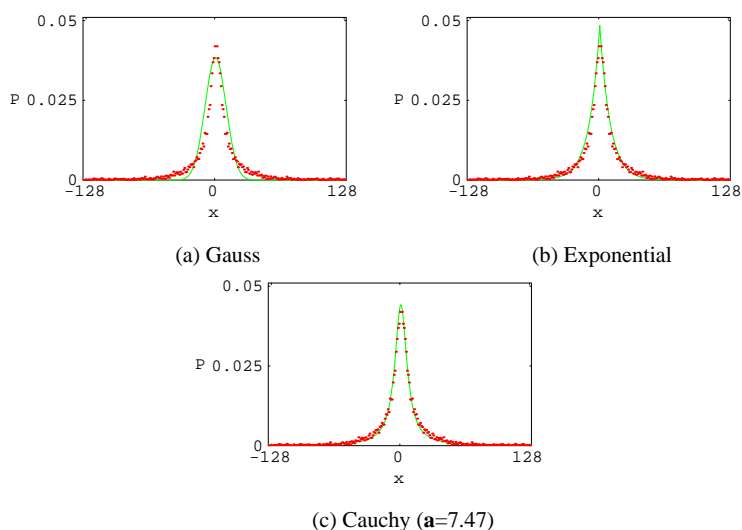 0.05
P 0.025
0
-128 0 128
x
(a) Gauss
0.05
P 0.025
0
-128 0 128
x
(b) Exponential
0.05
P 0.025
0
-128 0 128
x
(c) Cauchy (a=7.47)